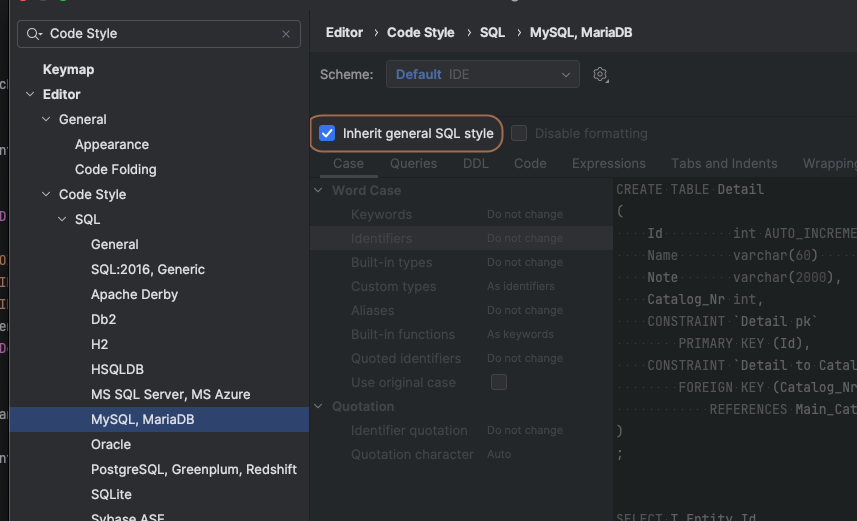 Code Style
Keymap
Editor
General
Appearance
Code Folding
Code Style
SQL
General
SQL:2016, Generic
Apache Derby
Db2
H2
HSQLDB
MS SQL Server, MS Azure
MySQL, MariaDB
Oracle
PostgreSQL, Greenplum, Redshift
SQLite
Sybase ASE
Editor › Code Style › SQL › MySQL, MariaDB
Scheme: Default IDE
Inherit general SQL style Disable formatting
Case Queries DDL Code Expressions Tabs and Indents Wrapping
Word Case
Keywords Do not change
Identifiers Do not change
Built-in types Do not change
Custom types As identifiers
Aliases Do not change
Built-in functions As keywords
Quoted identifiers Do not change
Use original case
Quotation
Identifier quotation Do not change
Quotation character Auto
CREATE TABLE Detail
(
Id int AUTO_INCREME
Name varchar(60)
Note varchar(2000),
Catalog_Nr int,
CONSTRAINT `Detail pk`
PRIMARY KEY (Id),
CONSTRAINT `Detail to Catal
FOREIGN KEY (Catalog_Nr
REFERENCES Main_Cat
)
;
SELECT T.Entity_Id